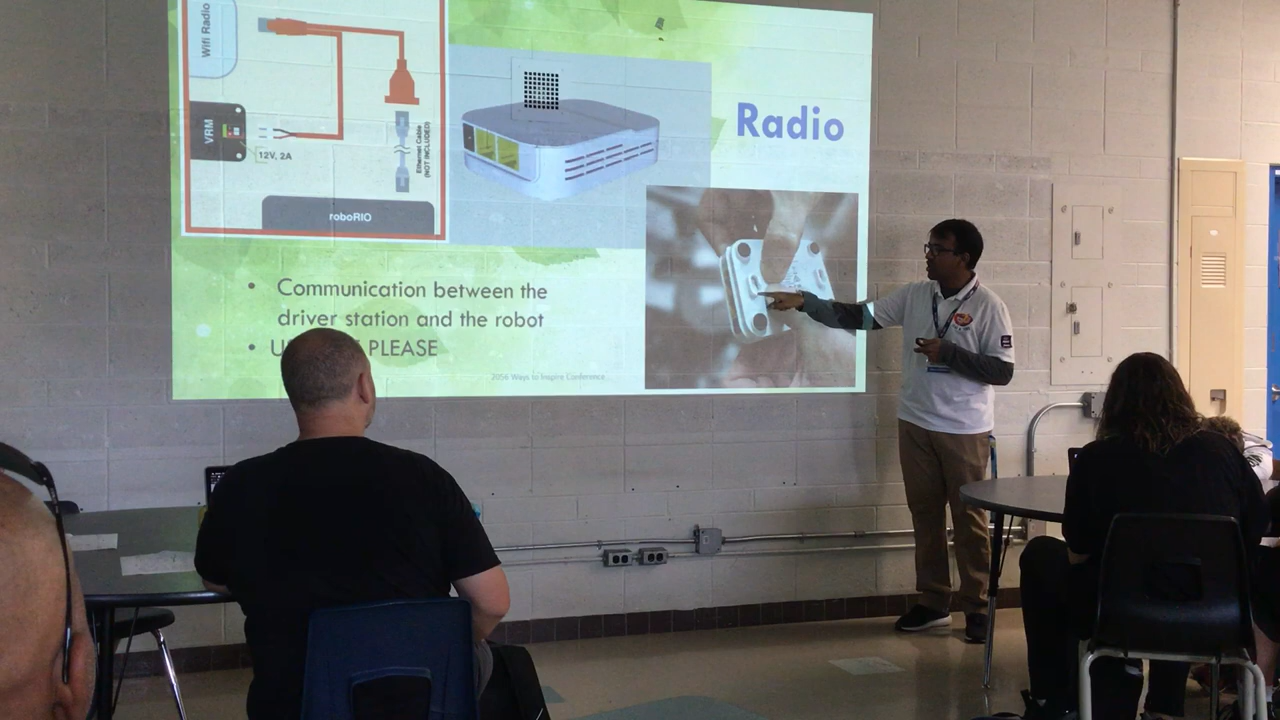 Wifi Radio
VRM
12V, 2A
Ethernet Cable
(NOT INCLUDED)
roboRIO
Radio
• Communication between the
driver station and the robot
• PLEASE
2056 Ways to Inspire Conference